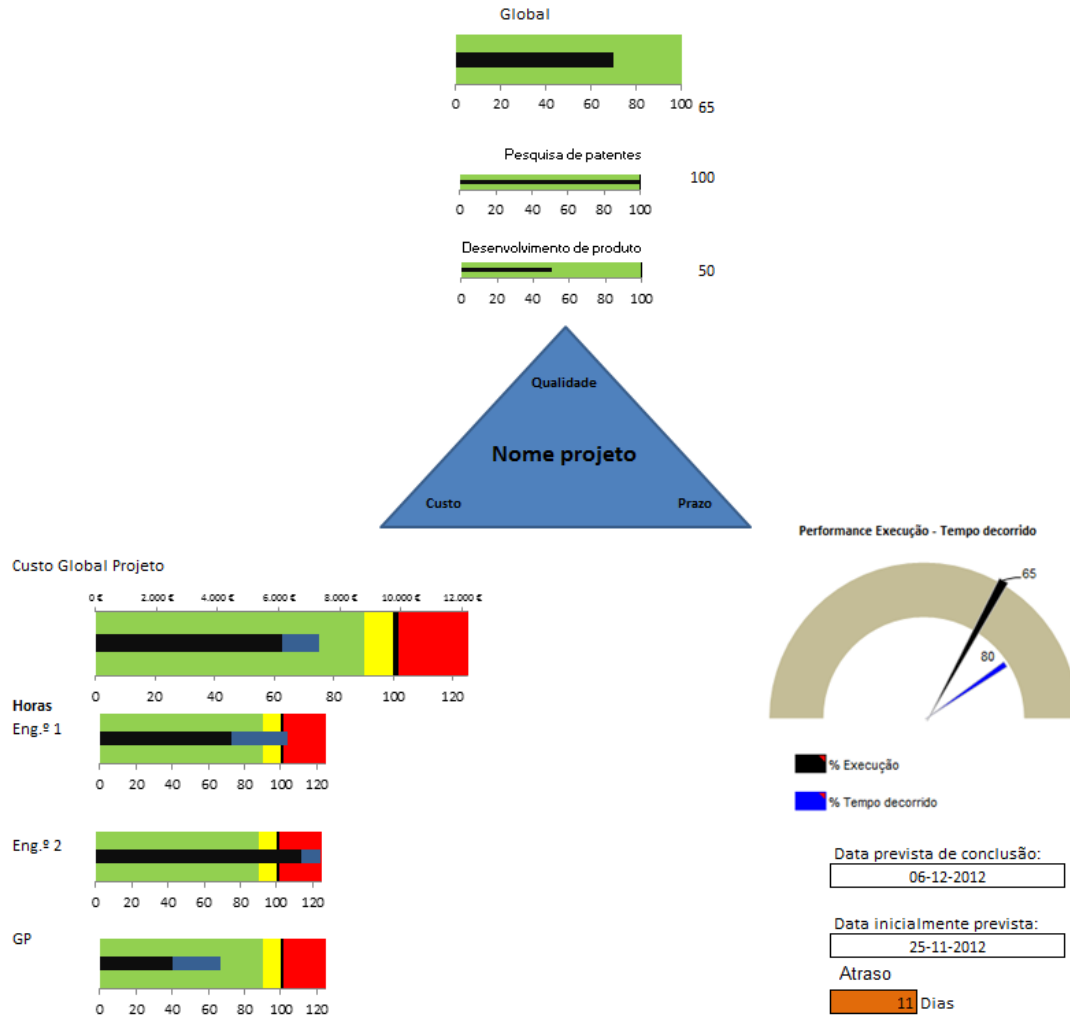 Global
0 20 40 60 80 100
65
Pesquisa de patentes
100
0 20 40 60 80 100
Desenvolvimento de produto
50
0 20 40 60 80 100
Qualidade
Nome projeto
Custo Prazo
Performance Execução - Tempo decorrido
65
80
% Execução
% Tempo decorrido
Data prevista de conclusão:
06-12-2012
Data inicialmente prevista:
25-11-2012
Atraso
11 Dias
Custo Global Projeto
0 € 2.000 € 4.000 € 6.000 € 8.000 € 10.000 € 12.000 €
0 20 40 60 80 100 120
Horas
Eng.º 1
0 20 40 60 80 100 120
Eng.º 2
0 20 40 60 80 100 120
GP
0 20 40 60 80 100 120